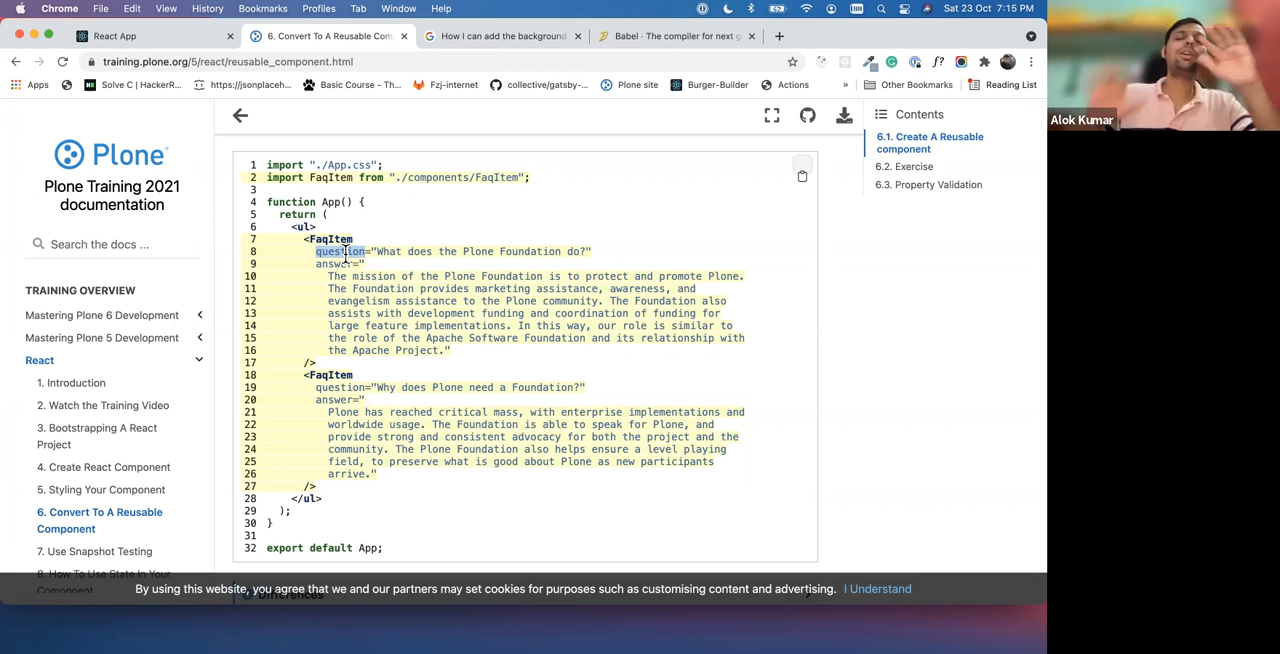 Chrome File Edit View History Bookmarks Profiles Tab Window Help Sat 23 Oct 7:15 PM
React App 6. Convert To A Reusable Com How I can add the background Babel · The compiler for next g
training.plone.org/5/react/reusable_component.html
Apps Solve C | HackerR... https://jsonplaceh... Basic Course - Th... Fzj-internet collective/gatsby-... Plone site Burger-Builder Actions » Other Bookmarks Reading List
Alok Kumar
Plone
Plone Training 2021
documentation
Search the docs ...
TRAINING OVERVIEW
Mastering Plone 6 Development
Mastering Plone 5 Development
React
1. Introduction
2. Watch the Training Video
3. Bootstrapping A React
Project
4. Create React Component
5. Styling Your Component
6. Convert To A Reusable
Component
7. Use Snapshot Testing
8. How To Use State In Your
Component
1 import "./App.css";
2 import FaqItem from "./components/FaqItem";
3
4 function App() {
5 return (
6 <ul>
7 <FaqItem
8 question="What does the Plone Foundation do?"
9 answer="
10 The mission of the Plone Foundation is to protect and promote Plone.
11 The Foundation provides marketing assistance, awareness, and
12 evangelism assistance to the Plone community. The Foundation also
13 assists with development funding and coordination of funding for
14 large feature implementations. In this way, our role is similar to
15 the role of the Apache Software Foundation and its relationship with
16 the Apache Project."
17 />
18 <FaqItem
19 question="Why does Plone need a Foundation?"
20 answer="
21 Plone has reached critical mass, with enterprise implementations and
22 worldwide usage. The Foundation is able to speak for Plone, and
23 provide strong and consistent advocacy for both the project and the
24 community. The Plone Foundation also helps ensure a level playing
25 field, to preserve what is good about Plone as new participants
26 arrive."
27 />
28 </ul>
29 );
30 }
31
32 export default App;
Differences
Contents
6.1. Create A Reusable
component
6.2. Exercise
6.3. Property Validation
By using this website, you agree that we and our partners may set cookies for purposes such as customising content and advertising. I Understand